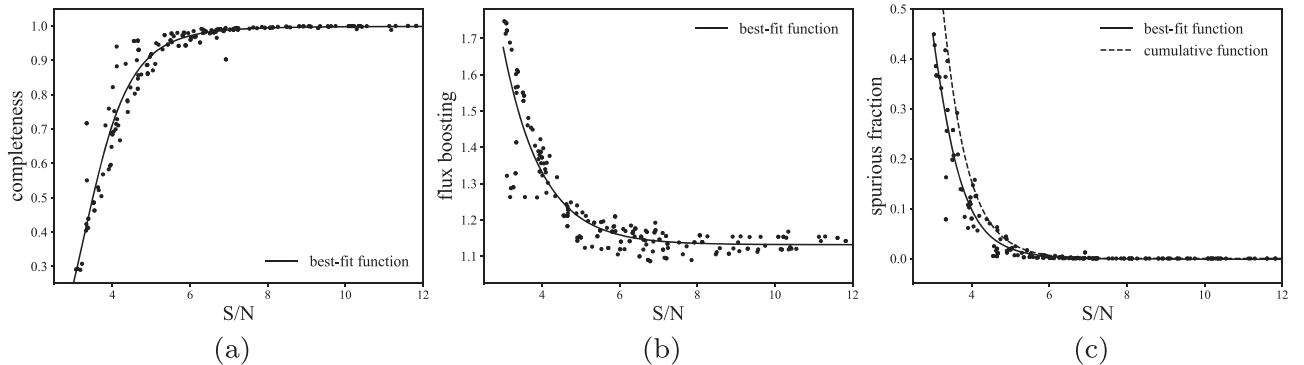 1.0
0.9
0.8
0.7
0.6
0.5
0.4
0.3
completeness
best-fit function
4
6
8
10
12
S/N
(a)
1.7
1.6
1.5
1.4
1.3
1.2
1.1
flux boosting
best-fit function
4
6
8
10
12
S/N
(b)
0.5
0.4
0.3
0.2
0.1
0.0
spurious fraction
best-fit function
cumulative function
4
6
8
10
12
S/N
(c)